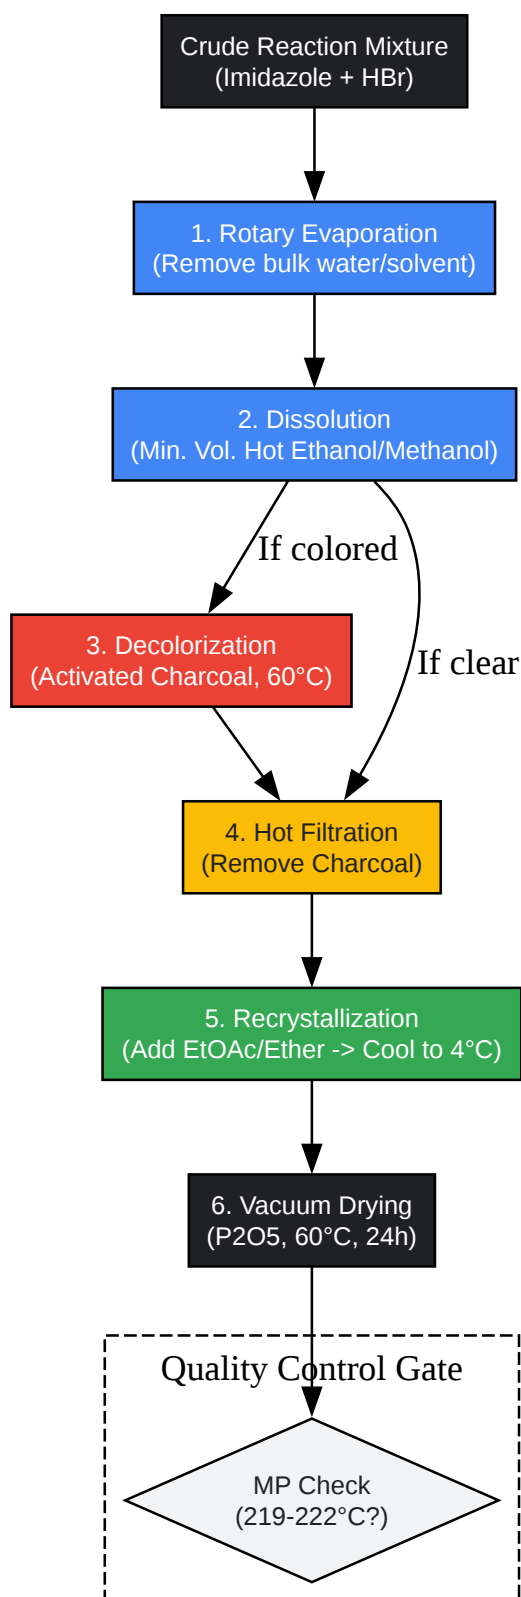 Crude Reaction Mixture
(Imidazole + HBr)
1. Rotary Evaporation
(Remove bulk water/solvent)
2. Dissolution
(Min. Vol. Hot Ethanol/Methanol)
If colored
3. Decolorization
(Activated Charcoal, 60°C)
If clear
4. Hot Filtration
(Remove Charcoal)
5. Recrystallization
(Add EtOAc/Ether -> Cool to 4°C)
6. Vacuum Drying
(P2O5, 60°C, 24h)
Quality Control Gate
MP Check
(219-222°C?)